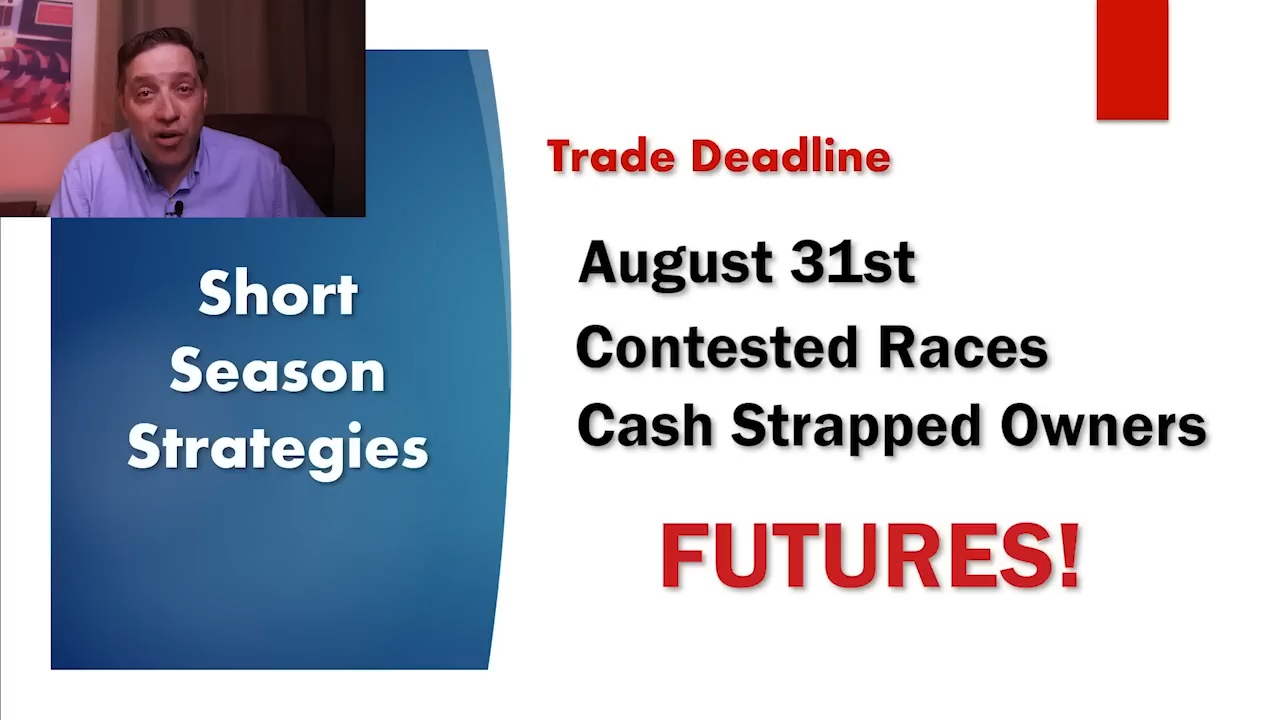 Short
Season
Strategies
Trade Deadline
August 31st
Contested Races
Cash Strapped Owners
FUTURES!